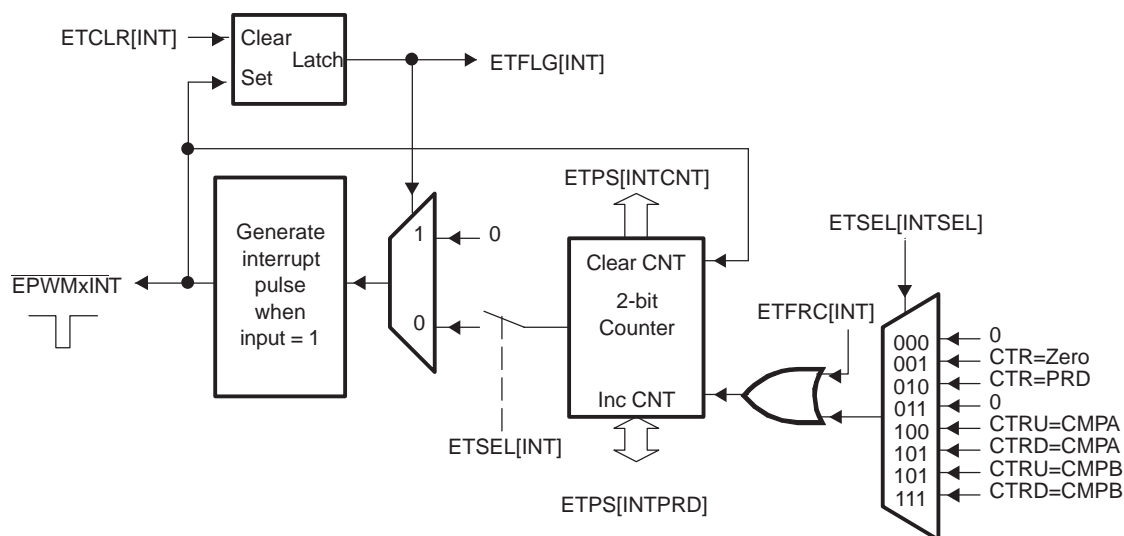 ETCLR[INT]
Clear
Latch
Set
ETFLG[INT]
ETPS[INTCNT]
ETSEL[INTSEL]
Generate
interrupt
pulse
when
input = 1
1
0
0
EPWMxINT
Clear CNT
2-bit
Counter
Inc CNT
ETFRC[INT]
ETSEL[INT]
ETPS[INTPRD]
000 0
001 CTR=Zero
010 CTR=PRD
011 0
100 CTRU=CMPA
101 CTRD=CMPA
101 CTRU=CMPB
111 CTRD=CMPB